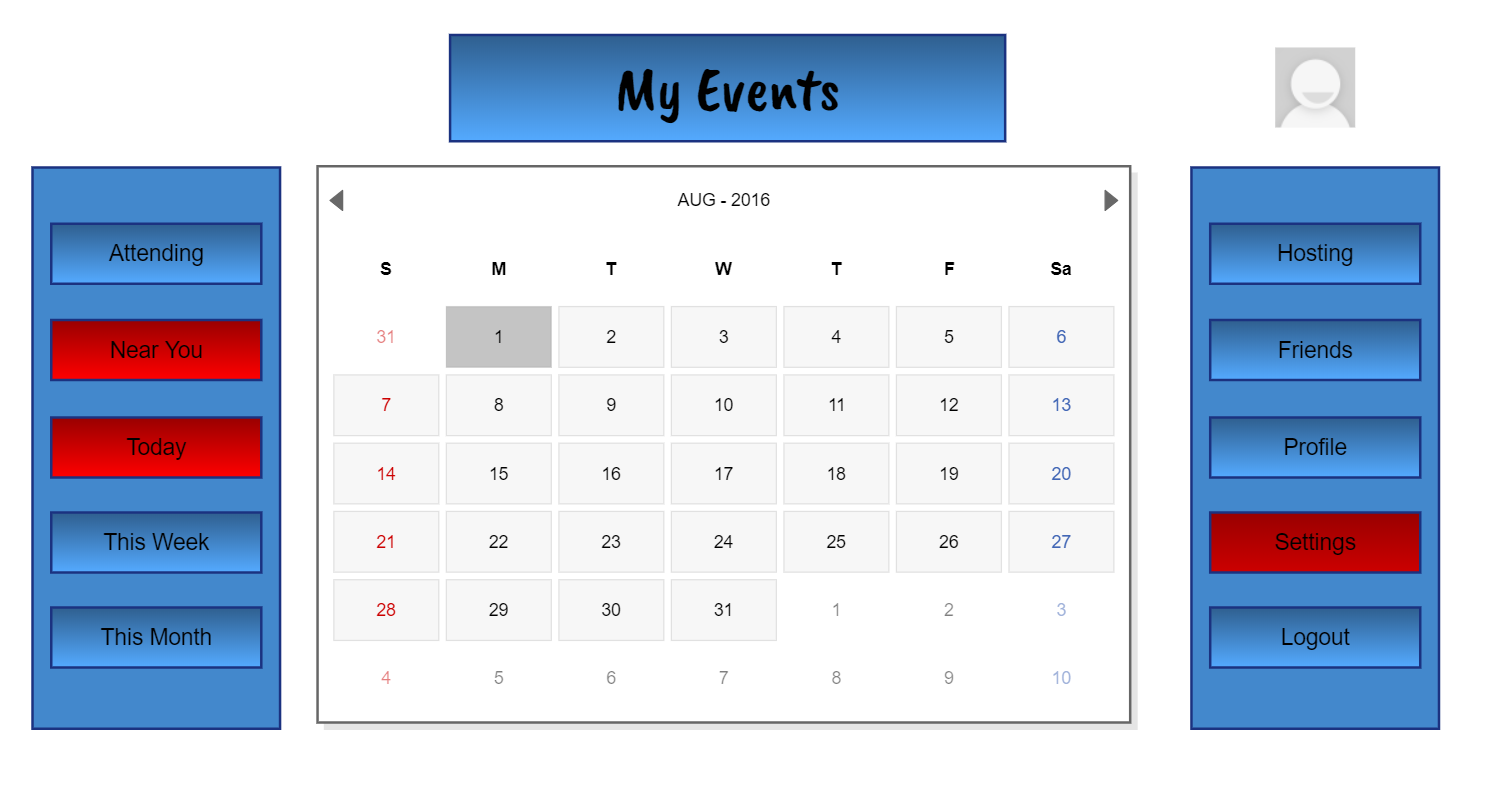 My Events
Attending
Near You
Today
This Week
This Month
AUG - 2016
S M T W T F Sa
31 1 2 3 4 5 6
7 8 9 10 11 12 13
14 15 16 17 18 19 20
21 22 23 24 25 26 27
28 29 30 31 1 2 3
4 5 6 7 8 9 10
Hosting
Friends
Profile
Settings
Logout